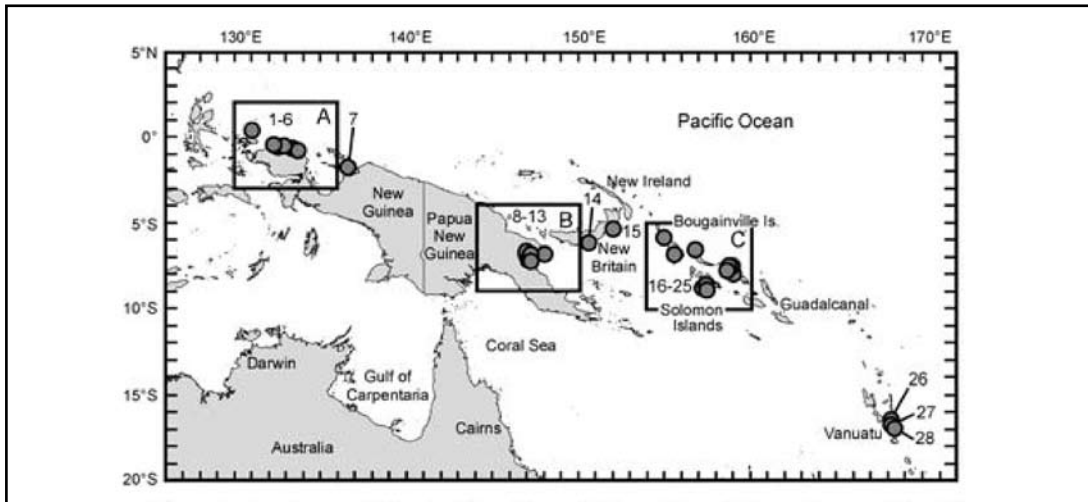 130°E 140°E 150°E 160°E 170°E
5°N
Pacific Ocean
1-6 A 7
0°
New Ireland
New Guinea
Papua New Guinea
8-13 B 14 15
New Britain
Bougainville Is.
C
5°S
16-25
Solomon Islands
Guadalcanal
10°S
Coral Sea
Darwin
Gulf of Carpentaria
Cairns
15°S
26
27
Vanuatu
28
Australia
20°S